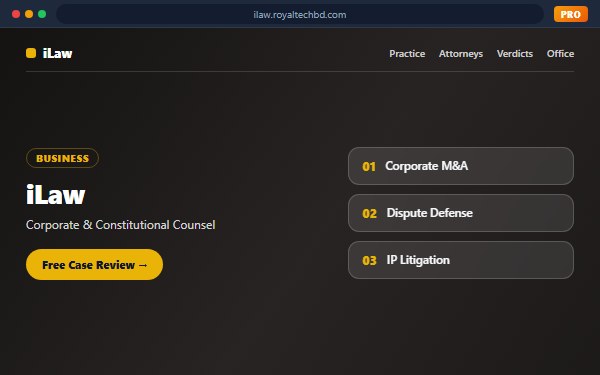 ilaw.royaltechbd.com
PRO
iLaw
Practice Attorneys Verdicts Office
BUSINESS
iLaw
Corporate & Constitutional Counsel
Free Case Review →
01 Corporate M&A
02 Dispute Defense
03 IP Litigation